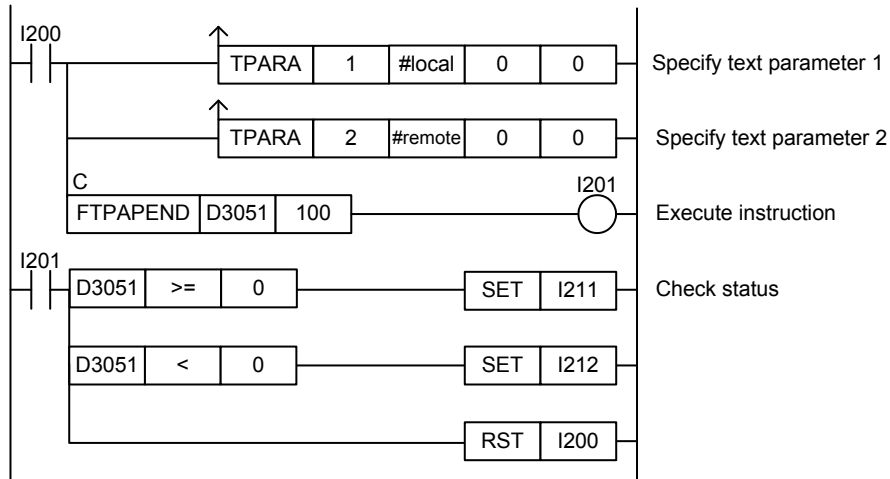 I200
TPARA 1 #local 0 0 Specify text parameter 1
TPARA 2 #remote 0 0 Specify text parameter 2
C I201
FTPAPEND D3051 100 Execute instruction
I201
D3051 >= 0 SET I211 Check status
D3051 < 0 SET I212
RST I200